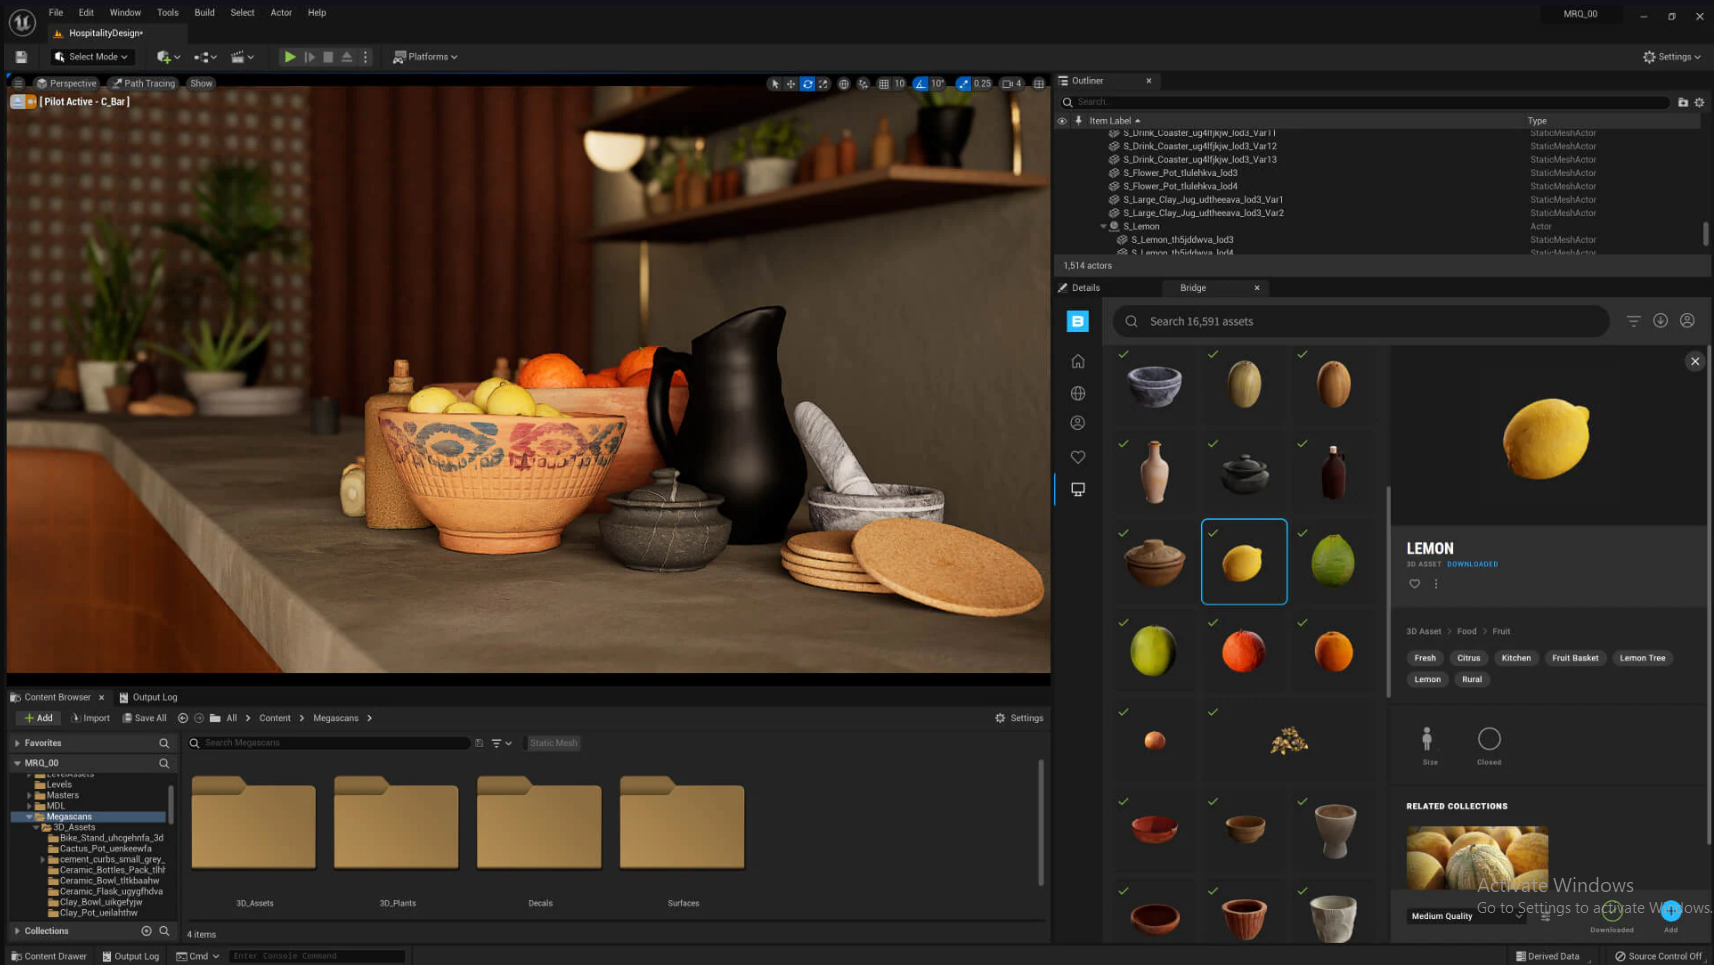 File Edit Window Tools Build Select Actor Help
MRQ_00
HospitalityDesign•
Select Mode
Platforms
Settings
Perspective Path Tracing Show
10 10° 0.25 4
[ Pilot Active - C_Bar ]
Outliner
Search...
Item Label Type
S_Drink_Coaster_ug4lfjkjw_lod3_Var11 StaticMeshActor
S_Drink_Coaster_ug4lfjkjw_lod3_Var12 StaticMeshActor
S_Drink_Coaster_ug4lfjkjw_lod3_Var13 StaticMeshActor
S_Flower_Pot_tlulehkva_lod3 StaticMeshActor
S_Flower_Pot_tlulehkva_lod4 StaticMeshActor
S_Large_Clay_Jug_udtheeava_lod3_Var1 StaticMeshActor
S_Large_Clay_Jug_udtheeava_lod3_Var2 StaticMeshActor
S_Lemon Actor
S_Lemon_th5jddwva_lod3 StaticMeshActor
S_Lemon_th5jddwva_lod4 StaticMeshActor
1,514 actors
Details Bridge
Search 16,591 assets
LEMON
3D ASSET DOWNLOADED
3D Asset > Food > Fruit
Fresh Citrus Kitchen Fruit Basket Lemon Tree
Lemon Rural
Size Closed
RELATED COLLECTIONS
Activate Windows
Go to Settings to activate Windows.
Medium Quality
Downloaded Add
Content Browser Output Log
Add Import Save All All > Content > Megascans >
Settings
Favorites
Search Megascans
Static Mesh
MRQ_00
LevelAssets
Levels
Masters
MDL
Megascans
3D_Assets
Bike_Stand_uhcgehnfa_3d
Cactus_Pot_uenkeewfa
cement_curbs_small_grey_
Ceramic_Bottles_Pack_tlhf
Ceramic_Bowl_tltkbaahw
Ceramic_Flask_ugygfhdva
Clay_Bowl_uikgefyjw
Clay_Pot_ueilahthw
3D_Assets 3D_Plants Decals Surfaces
Collections
4 items
Content Drawer Output Log Cmd Enter Console Command
Derived Data Source Control Off